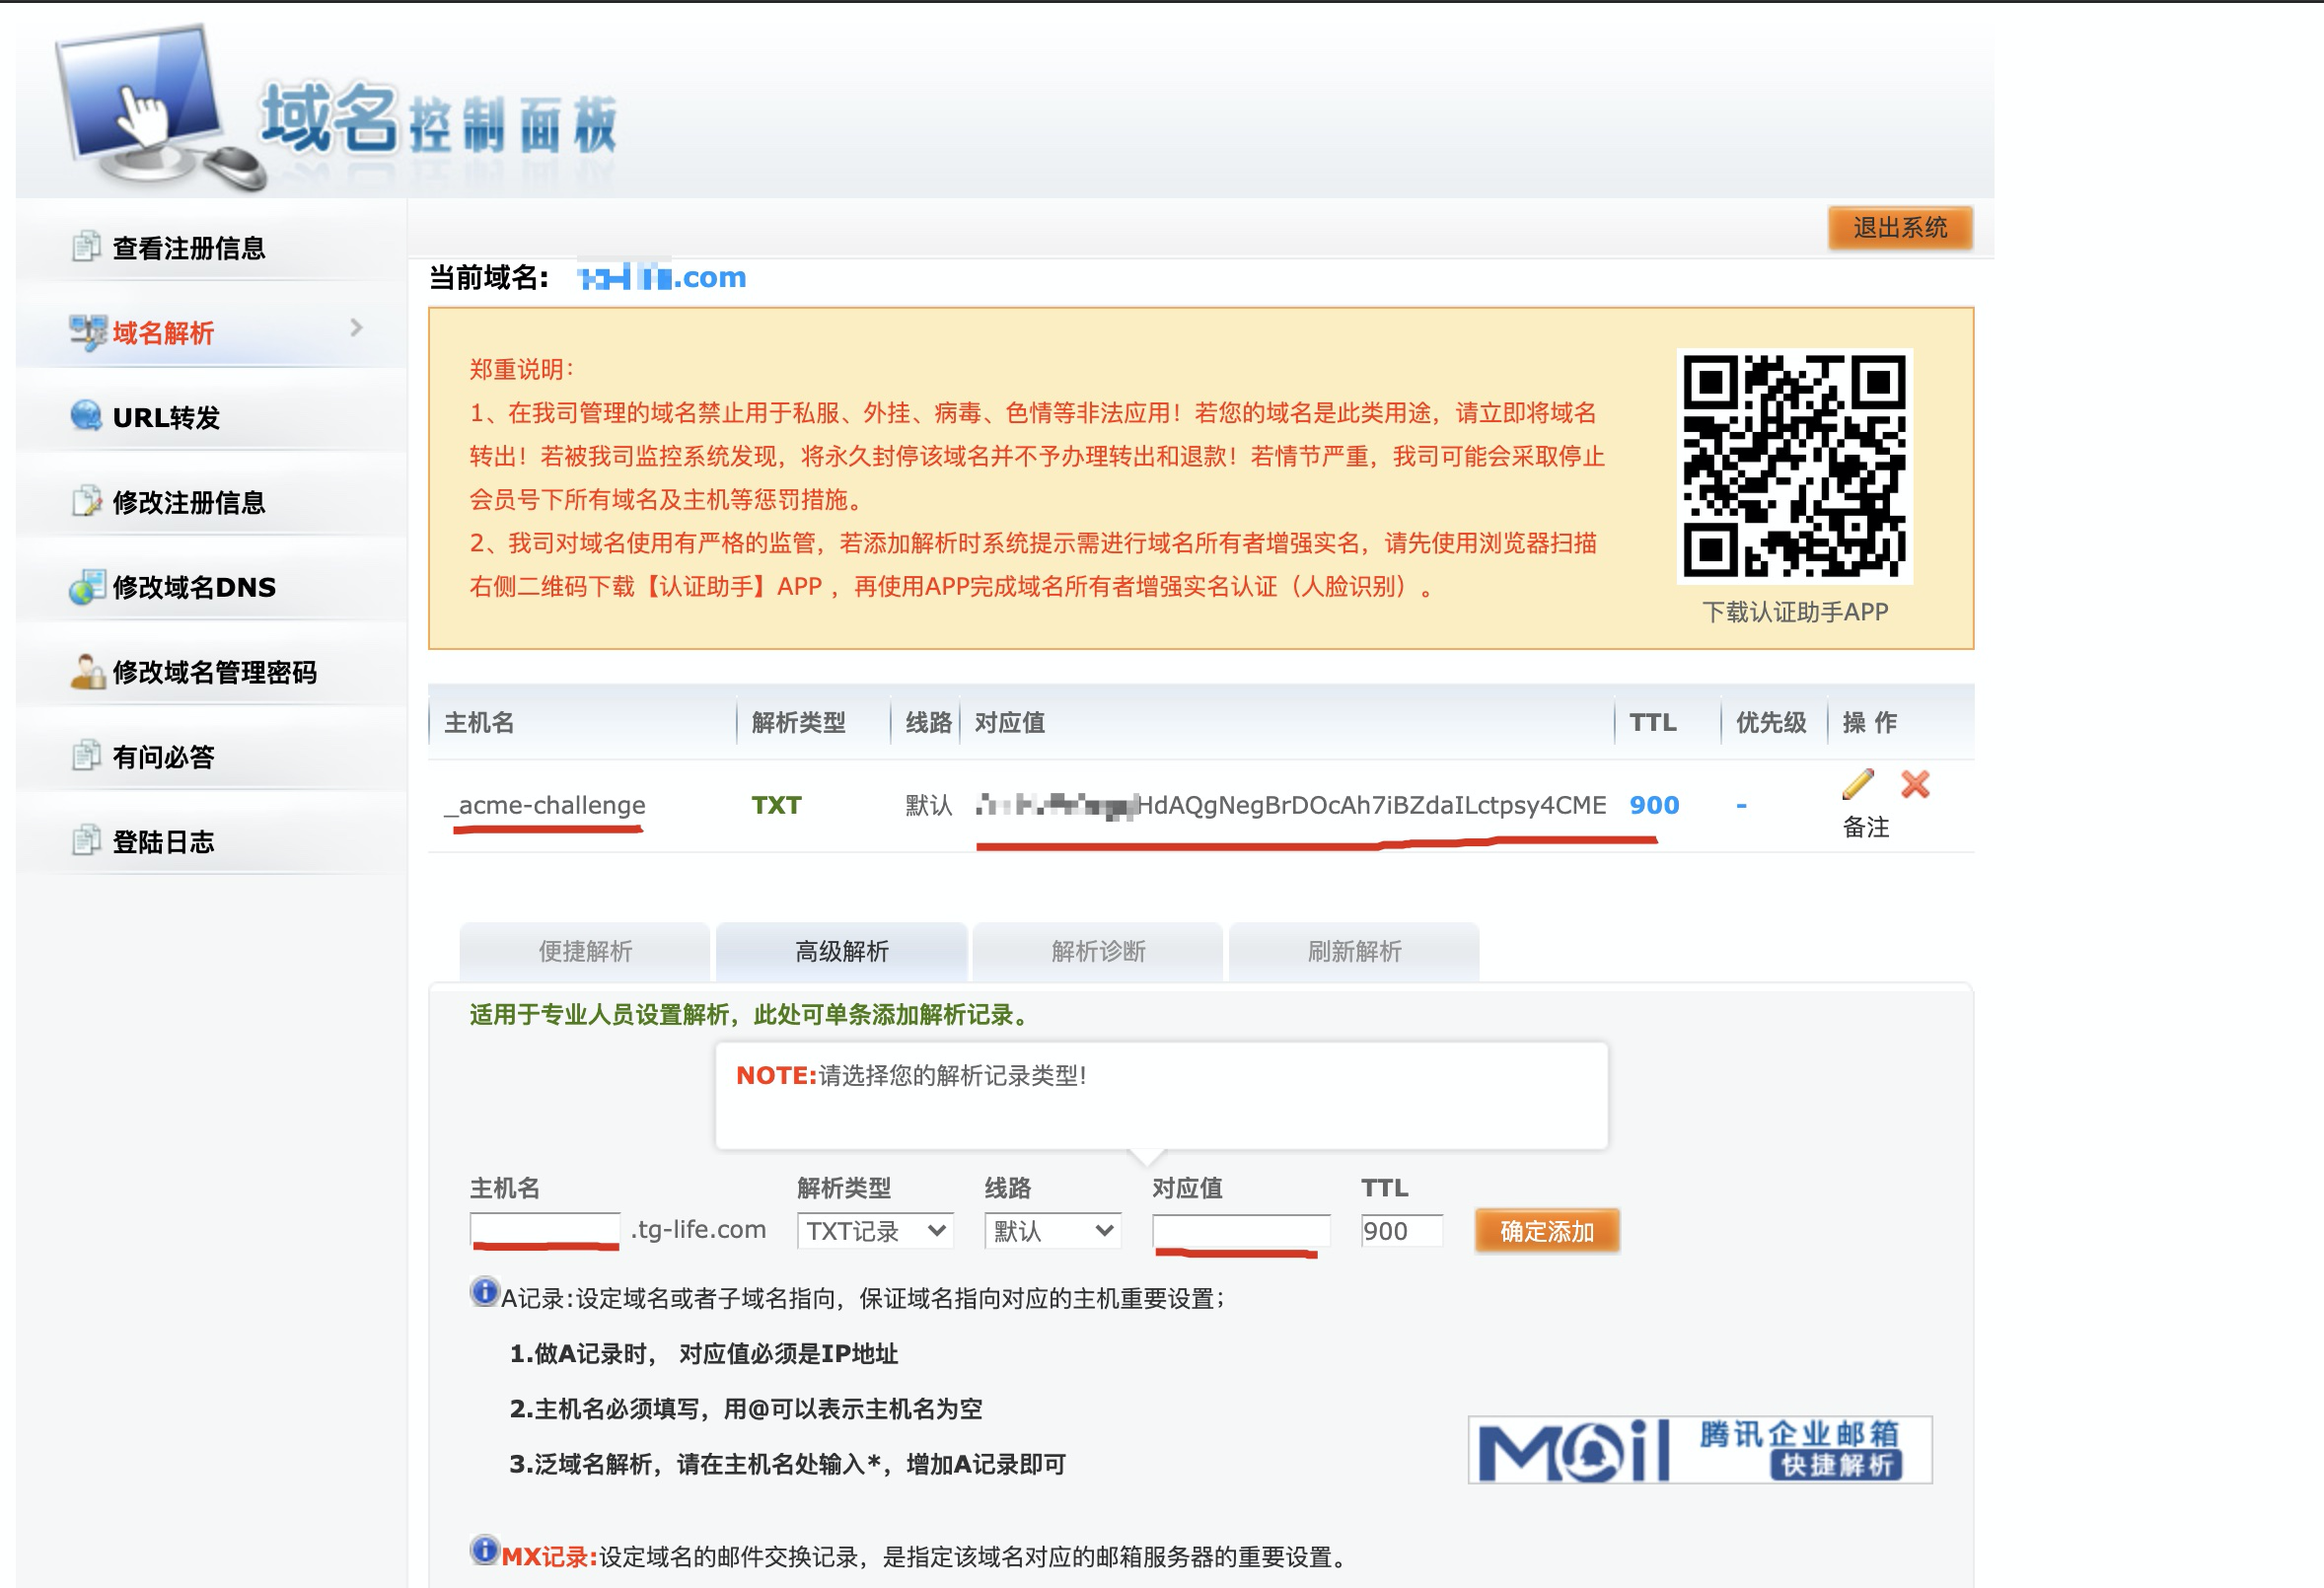 域名控制面板
退出系统
查看注册信息
域名解析
URL转发
修改注册信息
修改域名DNS
修改域名管理密码
有问必答
登陆日志
当前域名: .com
郑重说明:
1、在我司管理的域名禁止用于私服、外挂、病毒、色情等非法应用！若您的域名是此类用途，请立即将域名
转出！若被我司监控系统发现，将永久封停该域名并不予办理转出和退款！若情节严重，我司可能会采取停止
会员号下所有域名及主机等惩罚措施。
2、我司对域名使用有严格的监管，若添加解析时系统提示需进行域名所有者增强实名，请先使用浏览器扫描
右侧二维码下载【认证助手】APP ，再使用APP完成域名所有者增强实名认证（人脸识别）。
下载认证助手APP
主机名 解析类型 线路 对应值 TTL 优先级 操 作
_acme-challenge TXT 默认 HdAQgNegBrDOcAh7iBZdaILctpsy4CME 900 -
备注
便捷解析 高级解析 解析诊断 刷新解析
适用于专业人员设置解析，此处可单条添加解析记录。
NOTE:请选择您的解析记录类型!
主机名 解析类型 线路 对应值 TTL
.tg-life.com TXT记录 默认 900 确定添加
A记录:设定域名或者子域名指向，保证域名指向对应的主机重要设置；
1.做A记录时， 对应值必须是IP地址
2.主机名必须填写，用@可以表示主机名为空
3.泛域名解析，请在主机名处输入*，增加A记录即可
Mail 腾讯企业邮箱
快捷解析
MX记录:设定域名的邮件交换记录，是指定该域名对应的邮箱服务器的重要设置。